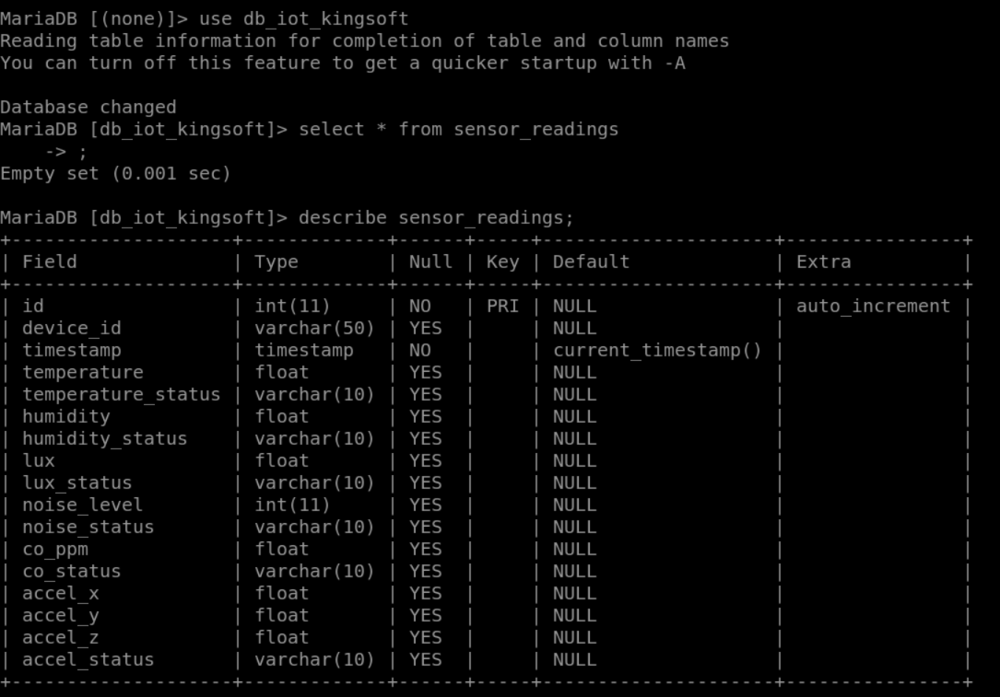 MariaDB [(none)]> use db_iot_kingsoft
Reading table information for completion of table and column names
You can turn off this feature to get a quicker startup with -A

Database changed
MariaDB [db_iot_kingsoft]> select * from sensor_readings
    -> ;
Empty set (0.001 sec)

MariaDB [db_iot_kingsoft]> describe sensor_readings;
+--------------------+-------------+------+-----+---------------------+----------------+
| Field              | Type        | Null | Key | Default             | Extra          |
+--------------------+-------------+------+-----+---------------------+----------------+
| id                 | int(11)     | NO   | PRI | NULL                | auto_increment |
| device_id          | varchar(50) | YES  |     | NULL                |                |
| timestamp          | timestamp   | NO   |     | current_timestamp() |                |
| temperature        | float       | YES  |     | NULL                |                |
| temperature_status | varchar(10) | YES  |     | NULL                |                |
| humidity           | float       | YES  |     | NULL                |                |
| humidity_status    | varchar(10) | YES  |     | NULL                |                |
| lux                | float       | YES  |     | NULL                |                |
| lux_status         | varchar(10) | YES  |     | NULL                |                |
| noise_level        | int(11)     | YES  |     | NULL                |                |
| noise_status       | varchar(10) | YES  |     | NULL                |                |
| co_ppm             | float       | YES  |     | NULL                |                |
| co_status          | varchar(10) | YES  |     | NULL                |                |
| accel_x            | float       | YES  |     | NULL                |                |
| accel_y            | float       | YES  |     | NULL                |                |
| accel_z            | float       | YES  |     | NULL                |                |
| accel_status       | varchar(10) | YES  |     | NULL                |                |
+--------------------+-------------+------+-----+---------------------+----------------+